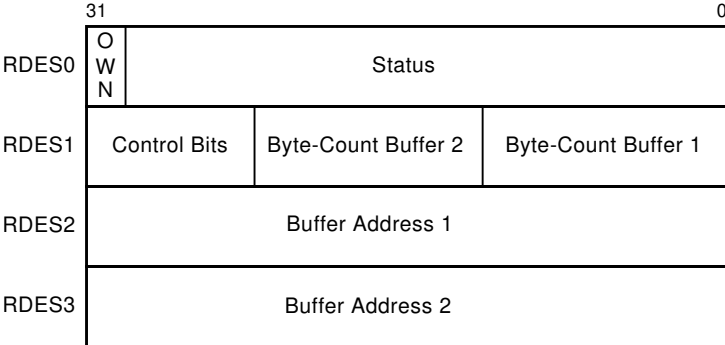 31 0
RDES0 OWN Status
RDES1 Control Bits Byte-Count Buffer 2 Byte-Count Buffer 1
RDES2 Buffer Address 1
RDES3 Buffer Address 2